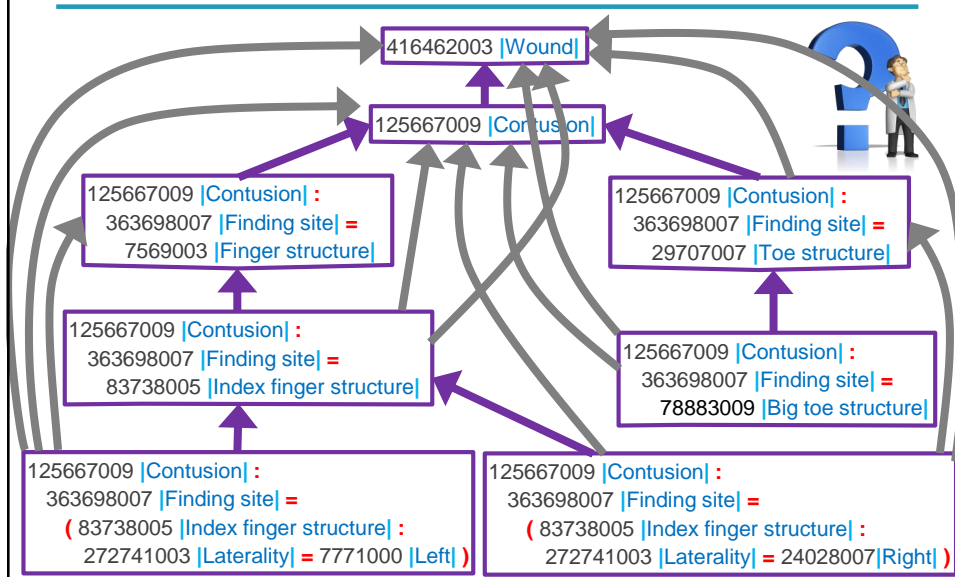 416462003 |Wound|
125667009 |Contusion|
125667009 |Contusion| :
363698007 |Finding site| =
7569003 |Finger structure|
125667009 |Contusion| :
363698007 |Finding site| =
29707007 |Toe structure|
125667009 |Contusion| :
363698007 |Finding site| =
83738005 |Index finger structure|
125667009 |Contusion| :
363698007 |Finding site| =
78883009 |Big toe structure|
125667009 |Contusion| :
363698007 |Finding site| =
( 83738005 |Index finger structure| :
272741003 |Laterality| = 7771000 |Left| )
125667009 |Contusion| :
363698007 |Finding site| =
( 83738005 |Index finger structure| :
272741003 |Laterality| = 24028007|Right| )